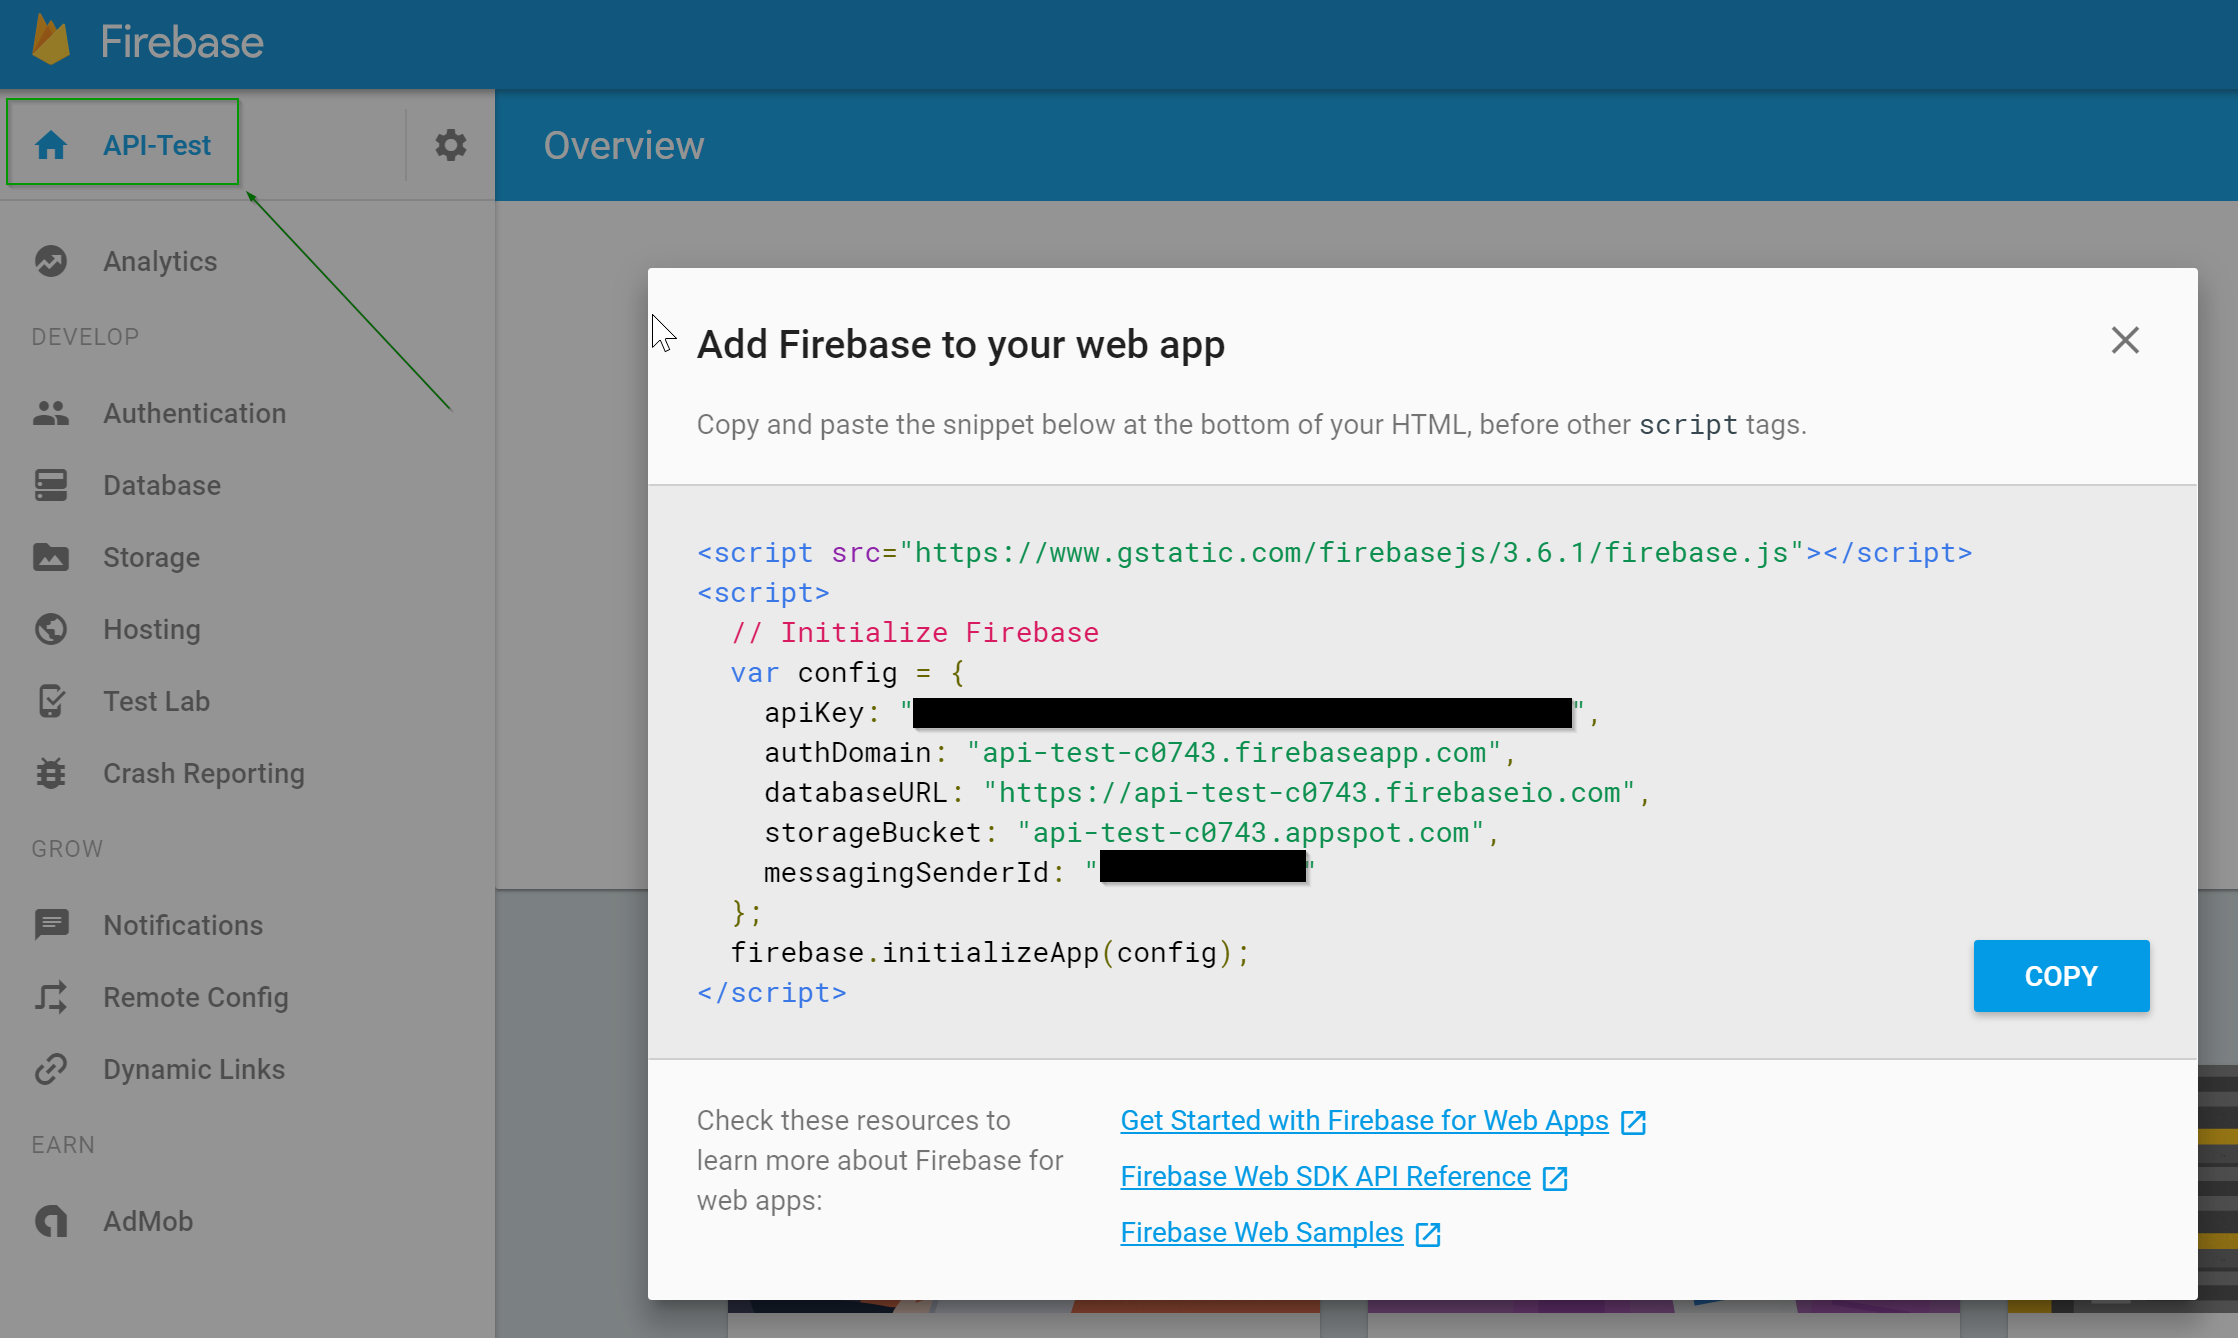 Firebase
API-Test
Overview
Analytics
DEVELOP
Authentication
Database
Storage
Hosting
Test Lab
Crash Reporting
GROW
Notifications
Remote Config
Dynamic Links
EARN
AdMob
Add Firebase to your web app
Copy and paste the snippet below at the bottom of your HTML, before other script tags.
<script src="https://www.gstatic.com/firebasejs/3.6.1/firebase.js"></script>
<script>
  // Initialize Firebase
  var config = {
    apiKey: "",
    authDomain: "api-test-c0743.firebaseapp.com",
    databaseURL: "https://api-test-c0743.firebaseio.com",
    storageBucket: "api-test-c0743.appspot.com",
    messagingSenderId: ""
  };
  firebase.initializeApp(config);
</script>
COPY
Check these resources to
learn more about Firebase for
web apps:
Get Started with Firebase for Web Apps
Firebase Web SDK API Reference
Firebase Web Samples